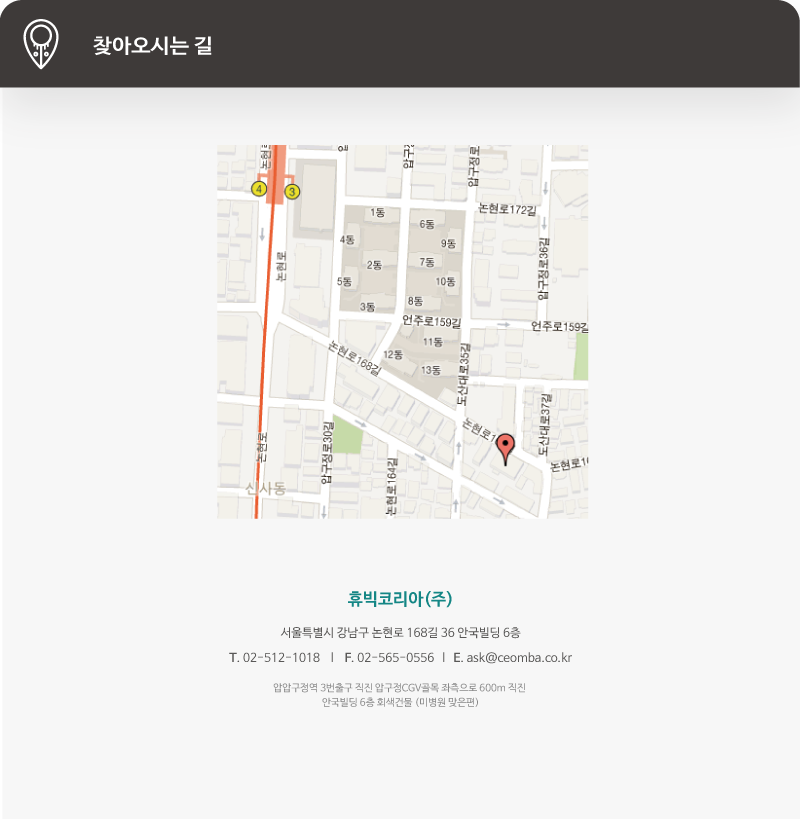 찾아오시는 길
논현
압구
압구정로
4
3
논현로172길
1동
6동
4동
9동
논현로
2동
7동
압구정로36길
5동
10동
3동
8동
언주로159길
언주로159길
논현로168길
11동
12동
13동
도산대로35길
도산대로37길
논현로
논현로1
압구정로30길
논현로164길
논현로1
신사동
휴빅코리아(주)
서울특별시 강남구 논현로 168길 36 안국빌딩 6층
T. 02-512-1018 | F. 02-565-0556 | E. ask@ceomba.co.kr
압압구정역 3번출구 직진 압구정CGV골목 좌측으로 600m 직진
안국빌딩 6층 회색건물 (미병원 맞은편)